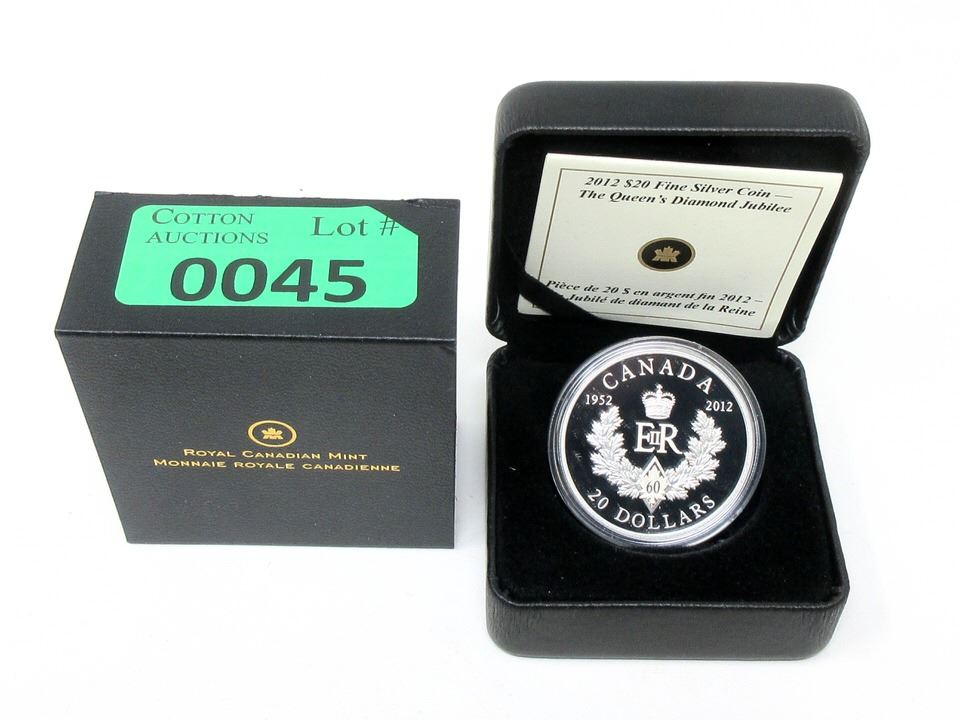 COTTON
AUCTIONS
Lot #
0045
ROYAL CANADIAN MINT
MONNAIE ROYALE CANADIENNE
2012 $20 Fine Silver Coin —
The Queen's Diamond Jubilee
Pièce de 20 $ en argent fin 2012 –
Jubilé de diamant de la Reine
CANADA
1952
2012
EIIR
60
20 DOLLARS